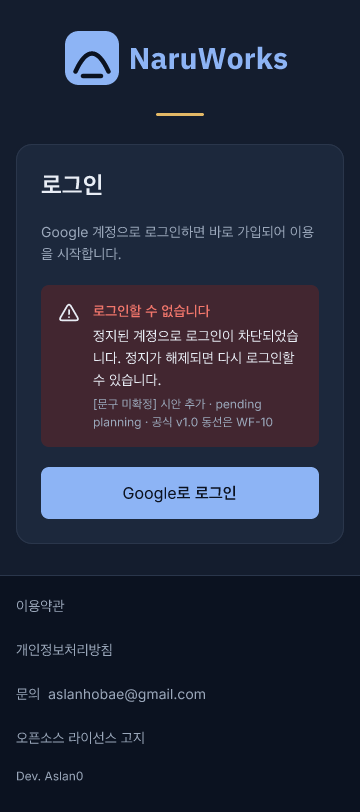 NaruWorks
로그인
Google 계정으로 로그인하면 바로 가입되어 이용
을 시작합니다.
로그인할 수 없습니다
정지된 계정으로 로그인이 차단되었습
니다. 정지가 해제되면 다시 로그인할
수 있습니다.
[문구 미확정] 시안 추가 · pending
planning · 공식 v1.0 동선은 WF-10
Google로 로그인
이용약관
개인정보처리방침
문의 aslanhobae@gmail.com
오픈소스 라이선스 고지
Dev. Aslan0